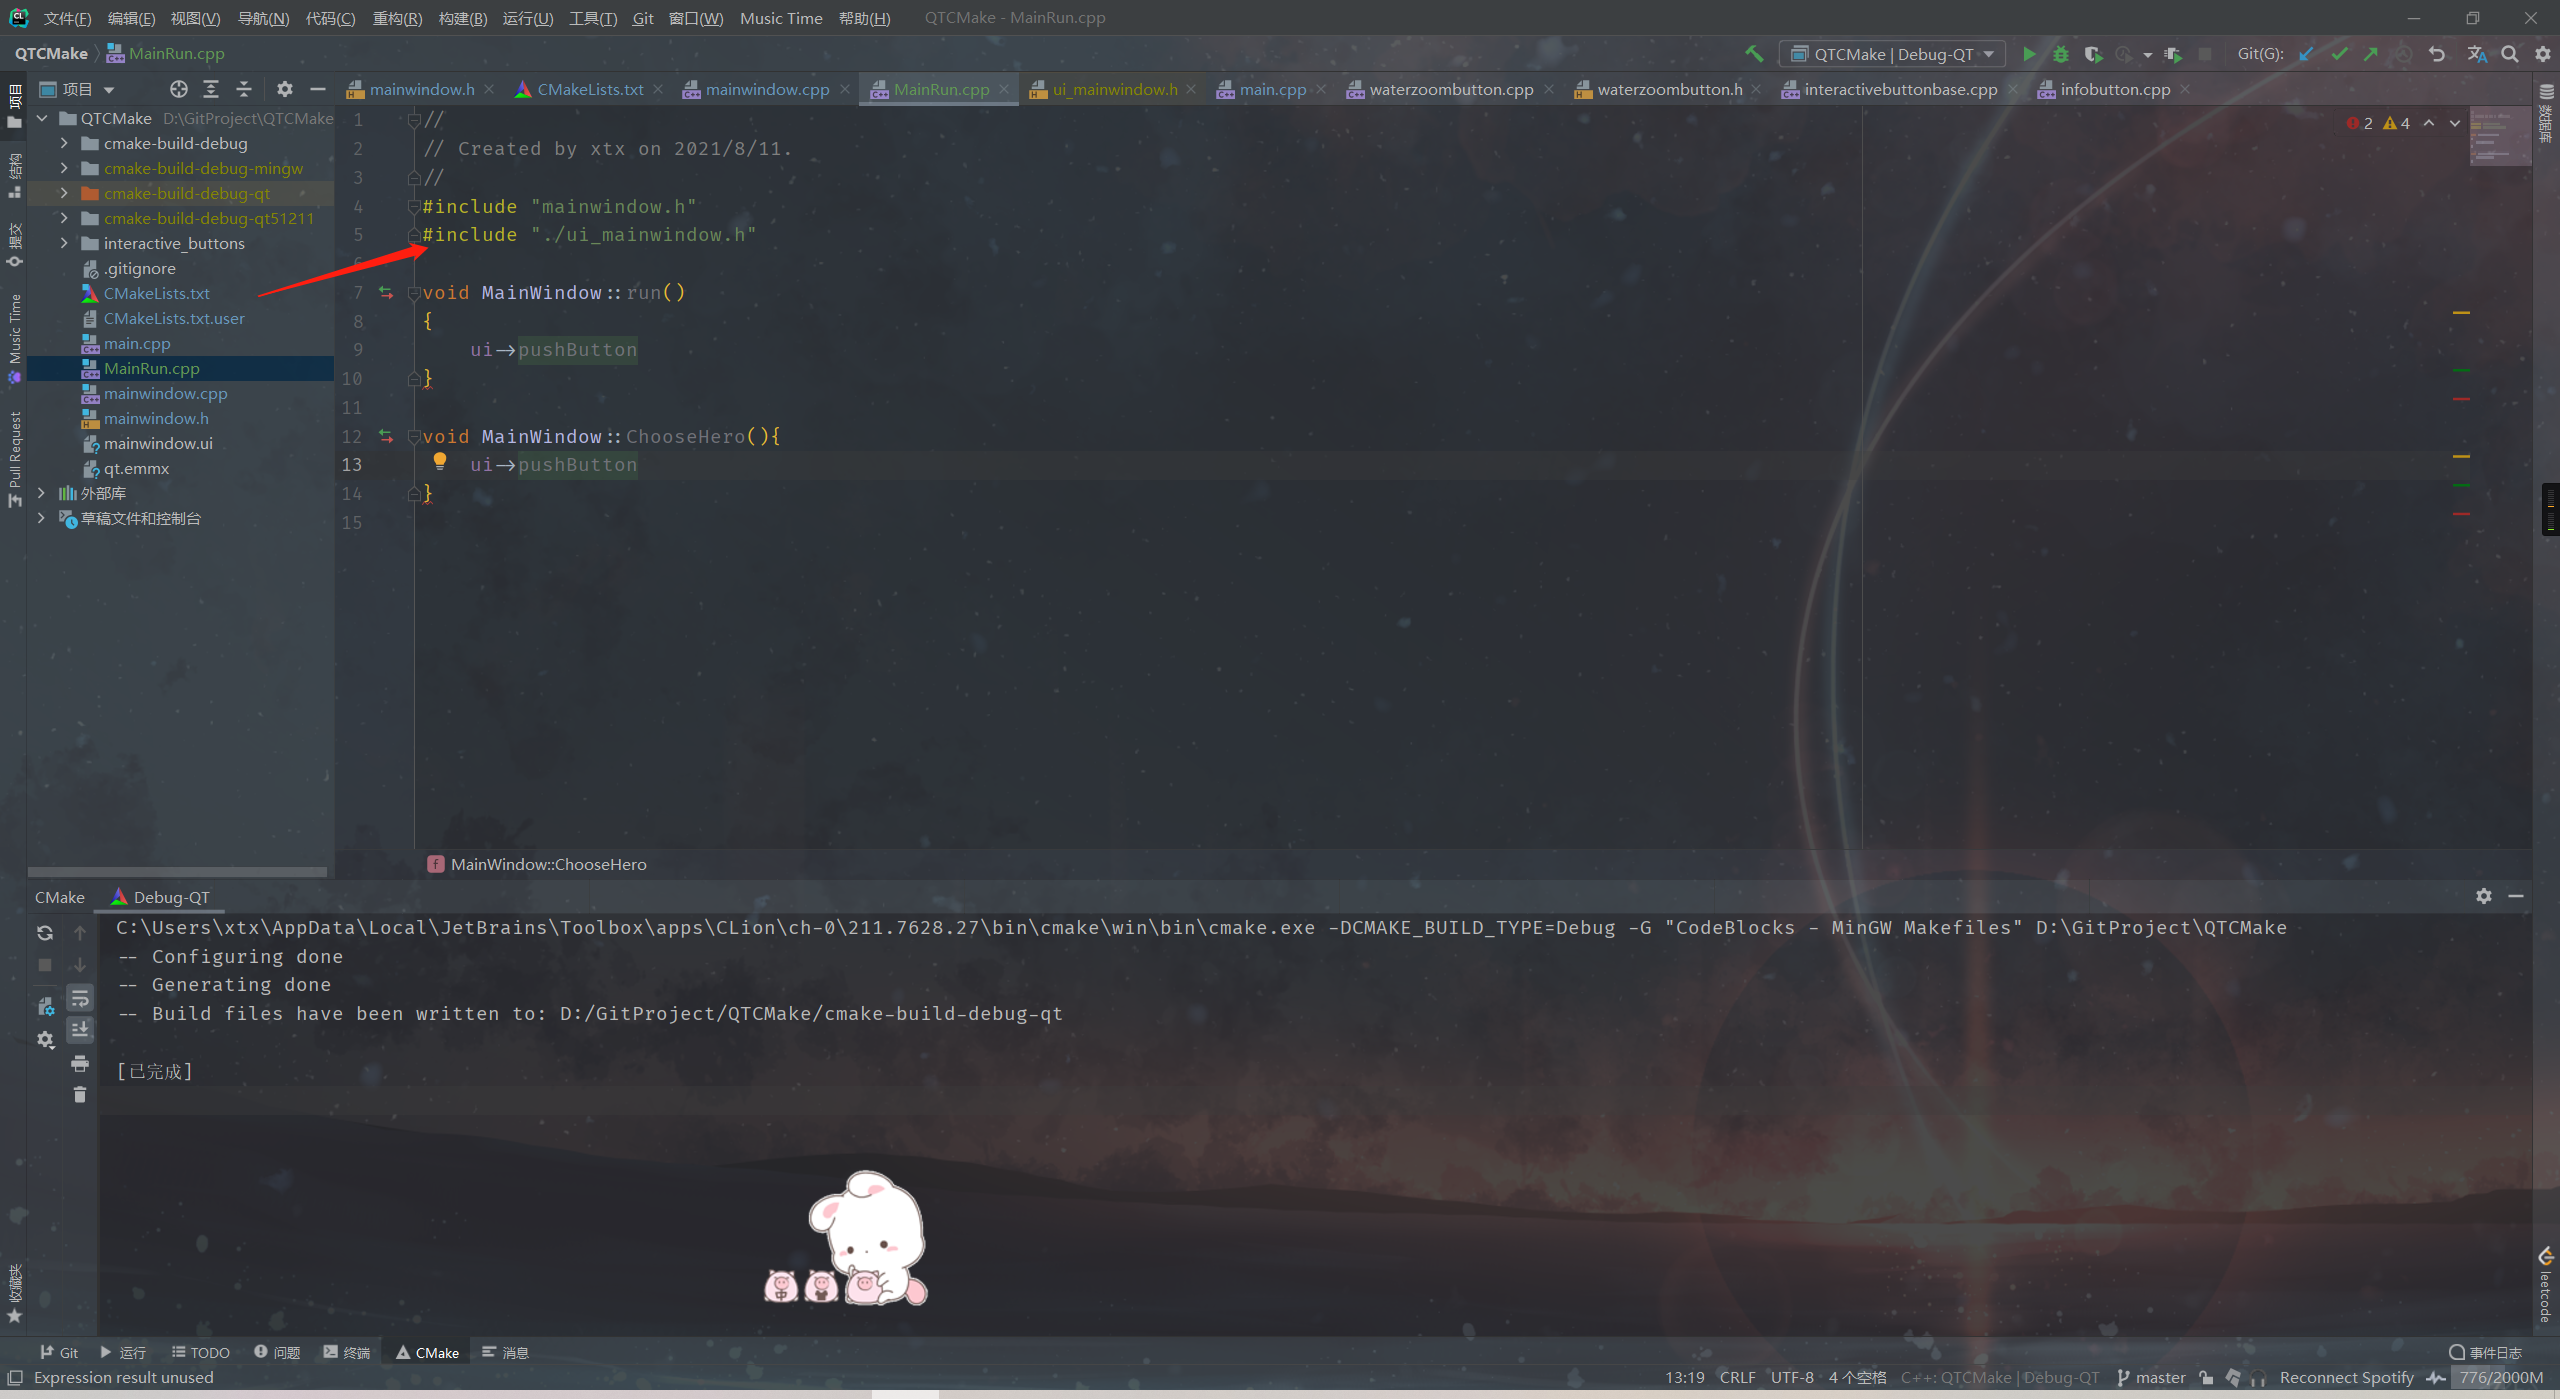 文件(F) 编辑(E) 视图(V) 导航(N) 代码(C) 重构(R) 构建(B) 运行(U) 工具(T) Git 窗口(W) Music Time 帮助(H) QTCMake - MainRun.cpp
QTCMake MainRun.cpp QTCMake | Debug-QT Git(G):
项目 mainwindow.h CMakeLists.txt mainwindow.cpp MainRun.cpp ui_mainwindow.h main.cpp waterzoombutton.cpp waterzoombutton.h interactivebuttonbase.cpp infobutton.cpp
项目
结构
提交
Music Time
Pull Request
收藏夹
QTCMake D:\GitProject\QTCMake
cmake-build-debug
cmake-build-debug-mingw
cmake-build-debug-qt
cmake-build-debug-qt51211
interactive_buttons
.gitignore
CMakeLists.txt
CMakeLists.txt.user
main.cpp
MainRun.cpp
mainwindow.cpp
mainwindow.h
mainwindow.ui
qt.emmx
外部库
草稿文件和控制台
1 //
2 // Created by xtx on 2021/8/11.
3 //
4 #include "mainwindow.h"
5 #include "./ui_mainwindow.h"
6
7 void MainWindow::run()
8 {
9 ui->pushButton
10 }
11
12 void MainWindow::ChooseHero(){
13 ui->pushButton
14 }
15
2 4
数据库
leetcode
f MainWindow::ChooseHero
CMake Debug-QT
C:\Users\xtx\AppData\Local\JetBrains\Toolbox\apps\CLion\ch-0\211.7628.27\bin\cmake\win\bin\cmake.exe -DCMAKE_BUILD_TYPE=Debug -G "CodeBlocks - MinGW Makefiles" D:\GitProject\QTCMake
-- Configuring done
-- Generating done
-- Build files have been written to: D:/GitProject/QTCMake/cmake-build-debug-qt
[已完成]
中
Git 运行 TODO 问题 终端 CMake 消息 事件日志
Expression result unused 13:19 CRLF UTF-8 4 个空格 C++: QTCMake | Debug-QT master Reconnect Spotify 776/2000M